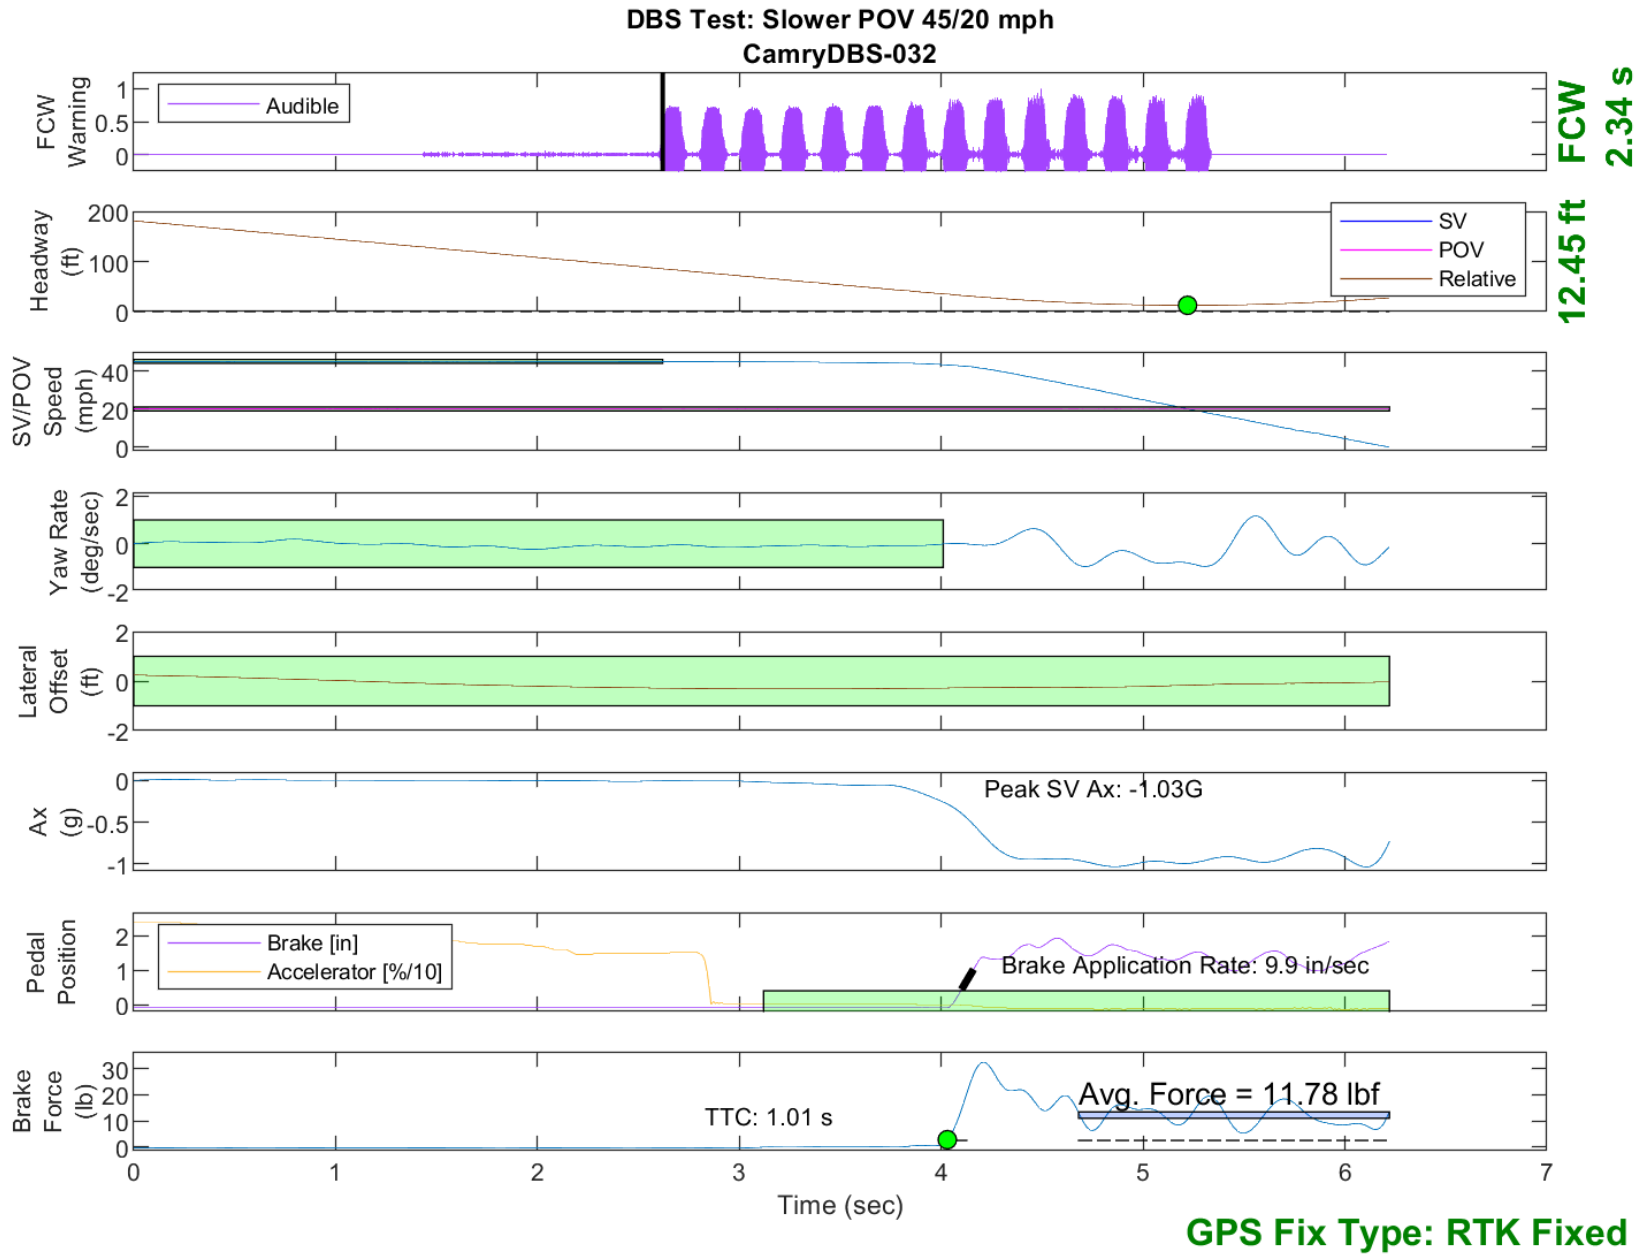 DBS Test: Slower POV 45/20 mph
CamryDBS-032
FCW
Warning
1
0.5
0
Audible
FCW
2.34 s
Headway
(ft)
200
100
0
SV
POV
Relative
12.45 ft
SV/POV
Speed
(mph)
40
20
0
Yaw Rate
(deg/sec)
2
0
-2
Lateral
Offset
(ft)
2
0
-2
Ax
(g)
0
-0.5
-1
Peak SV Ax: -1.03G
Pedal
Position
2
1
0
Brake [in]
Accelerator [%/10]
Brake Application Rate: 9.9 in/sec
Brake
Force
(lb)
30
20
10
0
TTC: 1.01 s
Avg. Force = 11.78 lbf
0 1 2 3 4 5 6 7
Time (sec)
GPS Fix Type: RTK Fixed